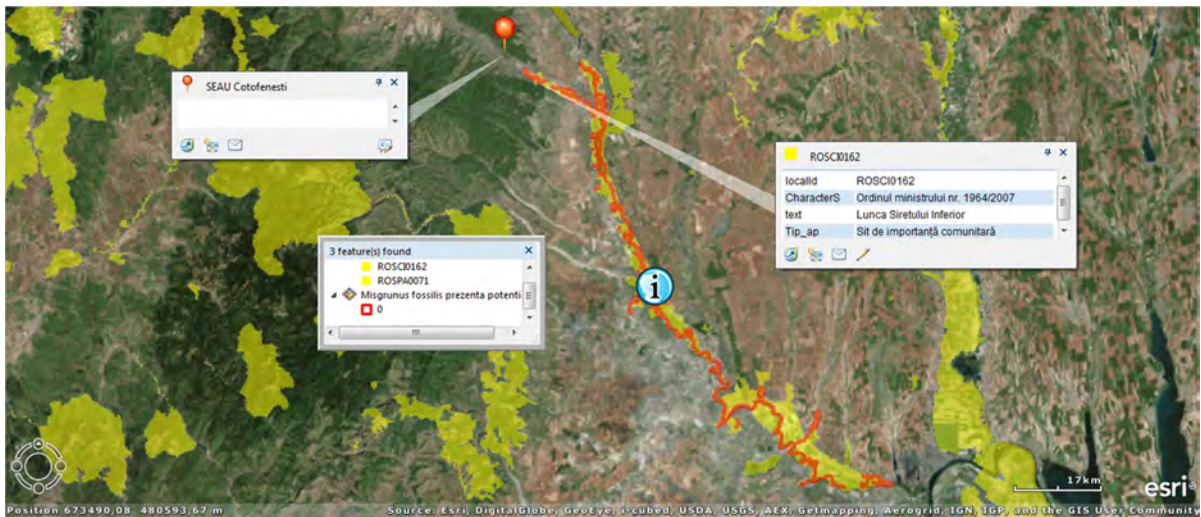 SEAU Cotofenesti
ROSCI0162
localId ROSCI0162
CharacterS Ordinul ministrului nr. 1964/2007
text Lunca Siretului Inferior
Tip_ap Sit de importanță comunitară
3 feature(s) found
ROSCI0162
ROSPA0071
Misgrunus fossilis prezenta potenti
0
i
17km
esri
Position 673490,08 480593,67 m
Source: Esri, DigitalGlobe, GeoEye, i-cubed, USDA, USGS, AEX, Getmapping, Aerogrid, IGN, IGP, and the GIS User Community